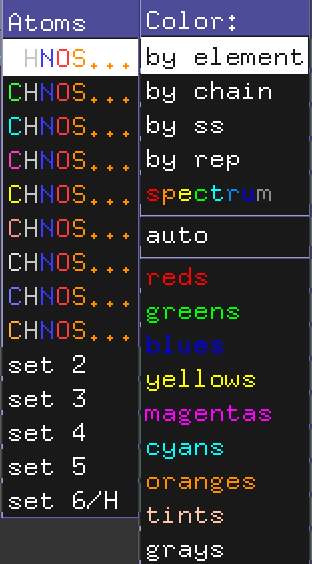 Atoms
HNOS...
CHNOS...
CHNOS...
CHNOS...
CHNOS...
CHNOS...
CHNOS...
CHNOS...
CHNOS...
set 2
set 3
set 4
set 5
set 6/H
Color:
by element
by chain
by ss
by rep
spectrum
auto
reds
greens
blues
yellows
magentas
cyans
oranges
tints
grays